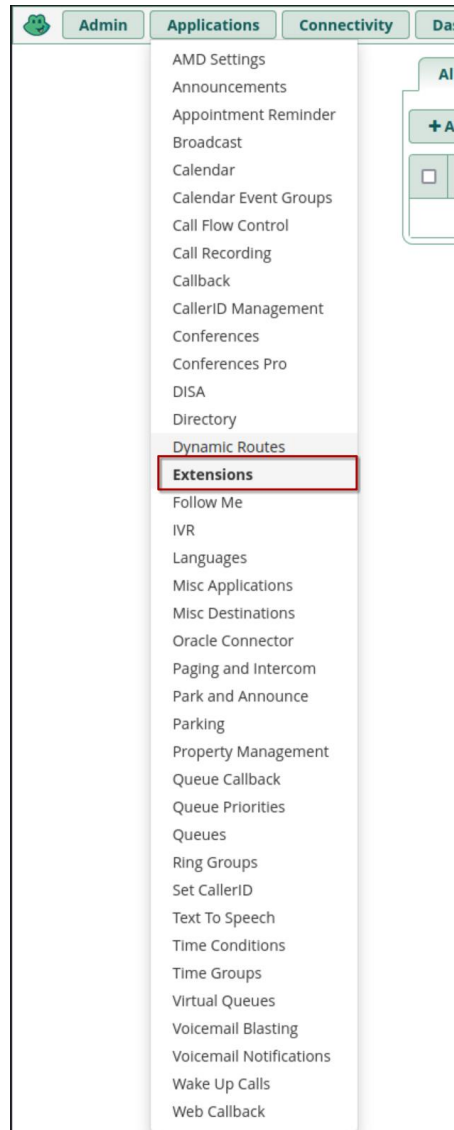 Admin Applications Connectivity
AMD Settings
Announcements
Appointment Reminder
Broadcast
Calendar
Calendar Event Groups
Call Flow Control
Call Recording
Callback
CallerID Management
Conferences
Conferences Pro
DISA
Directory
Dynamic Routes
Extensions
Follow Me
IVR
Languages
Misc Applications
Misc Destinations
Oracle Connector
Paging and Intercom
Park and Announce
Parking
Property Management
Queue Callback
Queue Priorities
Queues
Ring Groups
Set CallerID
Text To Speech
Time Conditions
Time Groups
Virtual Queues
Voicemail Blasting
Voicemail Notifications
Wake Up Calls
Web Callback